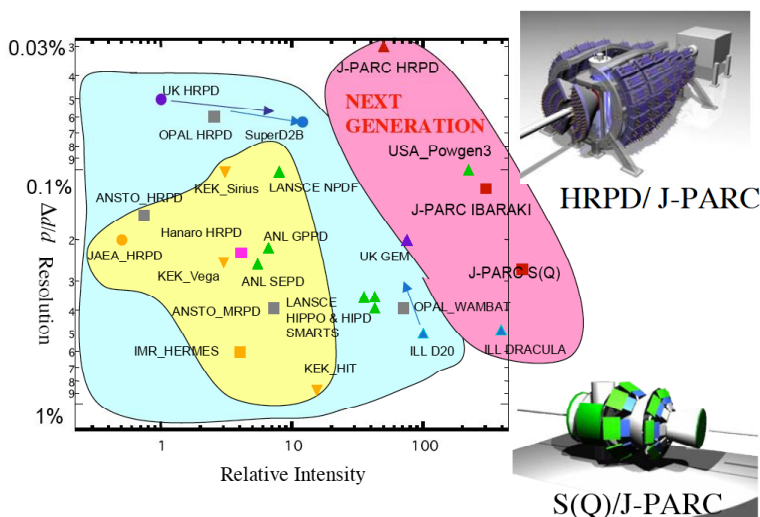 0.03%
3
4
5
6
7
8
9
0.1%
2
3
4
5
6
7
8
9
1%
Δd/d Resolution
J-PARC HRPD
UK HRPD
NEXT
GENERATION
OPAL HRPD
SuperD2B
USA_Powgen3
KEK_Sirius
LANSCE NPDF
ANSTO_HRPD
J-PARC IBARAKI
Hanaro HRPD
ANL GPPD
JAEA_HRPD
UK GEM
KEK_Vega
ANL SEPD
J-PARC S(Q)
ANSTO_MRPD
LANSCE
HIPPO & HIPD
SMARTS
OPAL_WAMBAT
IMR_HERMES
ILL D20
ILL DRACULA
KEK_HIT
1
10
100
Relative Intensity
HRPD/ J-PARC
S(Q)/J-PARC